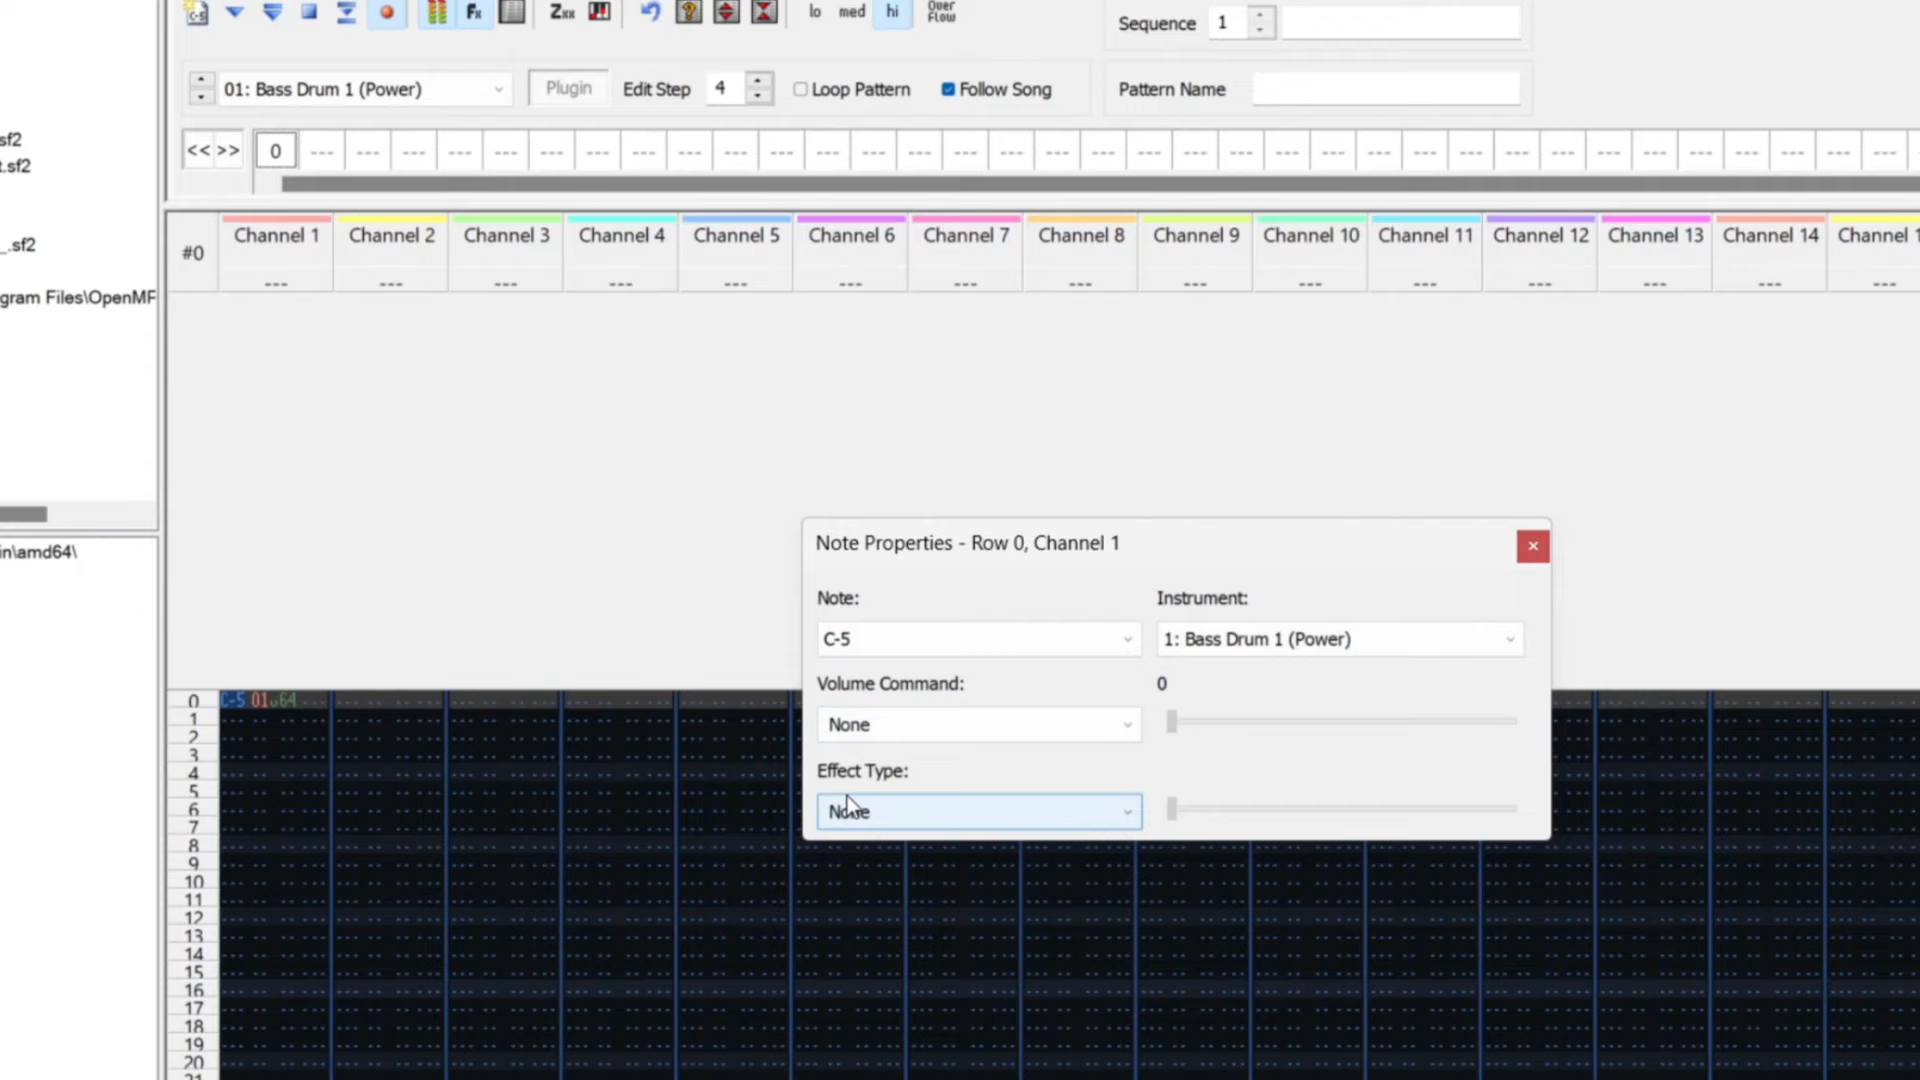 C-5 Fx Zxx lo med hi Over Flow
Sequence 1
01: Bass Drum 1 (Power) Plugin Edit Step 4 Loop Pattern Follow Song Pattern Name
<< >> 0 --- --- --- --- --- --- --- --- --- --- --- --- --- --- --- --- --- --- --- --- --- --- --- --- --- --- --- --- --- --- --- --- --- --- ---
sf2
t.sf2
_.sf2
gram Files\OpenMP
in\amd64\
#0 Channel 1 Channel 2 Channel 3 Channel 4 Channel 5 Channel 6 Channel 7 Channel 8 Channel 9 Channel 10 Channel 11 Channel 12 Channel 13 Channel 14 Channel 1
--- --- --- --- --- --- --- --- --- --- --- --- --- --- ---
Note Properties - Row 0, Channel 1
Note: Instrument:
C-5 1: Bass Drum 1 (Power)
Volume Command: 0
None
Effect Type:
None
0 C-5 01v64
1
2
3
4
5
6
7
8
9
10
11
12
13
14
15
16
17
18
19
20
21